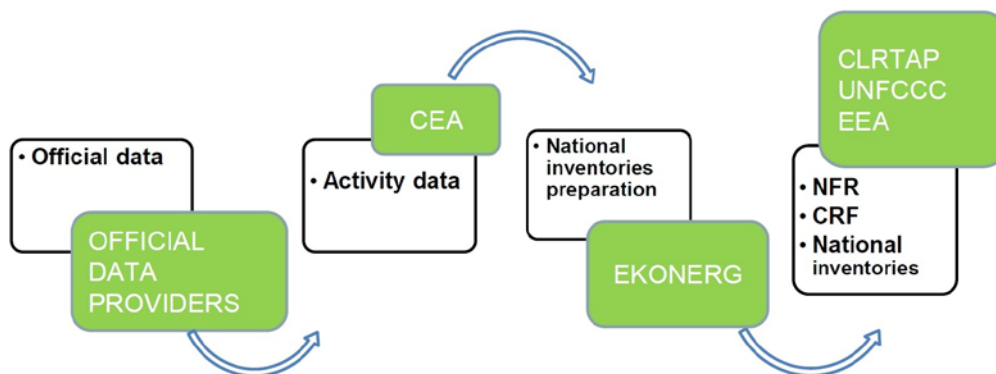 • Official data
OFFICIAL
DATA
PROVIDERS
CEA
• Activity data
• National
inventories
preparation
EKONERG
CLRTAP
UNFCCC
EEA
• NFR
• CRF
• National
inventories